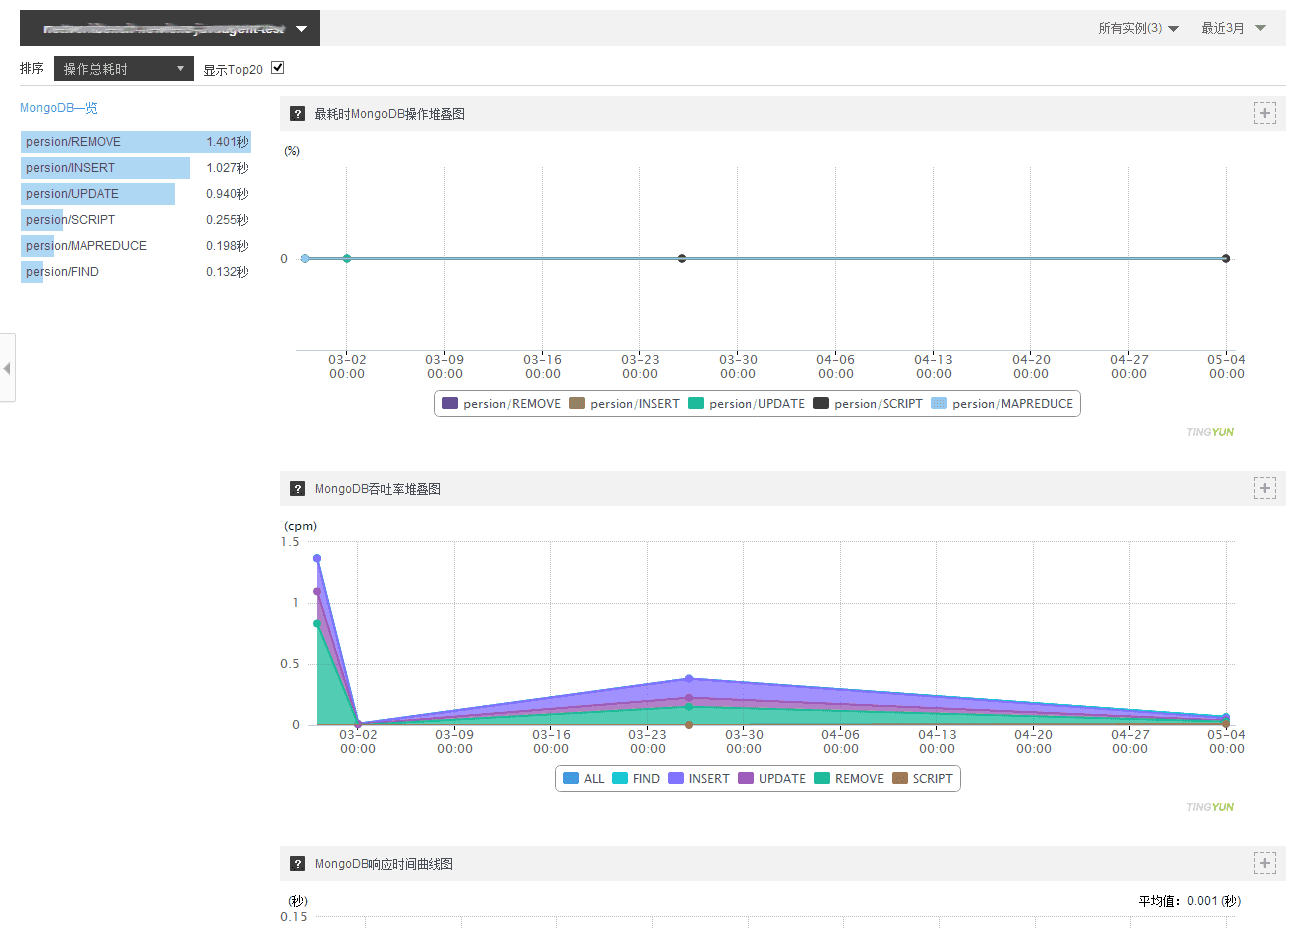 所有实例(3) 最近3月
排序 操作总耗时 显示Top20
MongoDB一览
persion/REMOVE 1.401秒
persion/INSERT 1.027秒
persion/UPDATE 0.940秒
persion/SCRIPT 0.255秒
persion/MAPREDUCE 0.198秒
persion/FIND 0.132秒
? 最耗时MongoDB操作堆叠图
(%)
0
03-02 03-09 03-16 03-23 03-30 04-06 04-13 04-20 04-27 05-04
00:00 00:00 00:00 00:00 00:00 00:00 00:00 00:00 00:00 00:00
persion/REMOVE persion/INSERT persion/UPDATE persion/SCRIPT persion/MAPREDUCE
TINGYUN
? MongoDB吞吐率堆叠图
(cpm)
1.5
1
0.5
0
03-02 03-09 03-16 03-23 03-30 04-06 04-13 04-20 04-27 05-04
00:00 00:00 00:00 00:00 00:00 00:00 00:00 00:00 00:00 00:00
ALL FIND INSERT UPDATE REMOVE SCRIPT
TINGYUN
? MongoDB响应时间曲线图
(秒) 平均值：0.001 (秒)
0.15